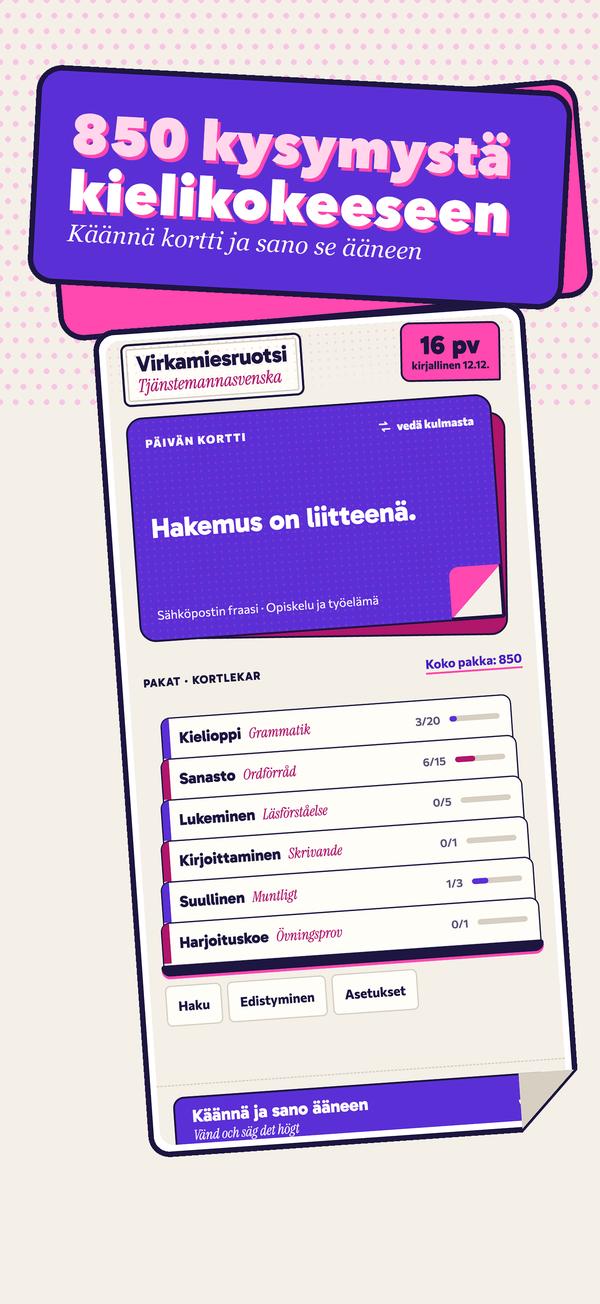 850 kysymystä
kielikokeeseen
Käännä kortti ja sano se ääneen
Virkamiesruotsi
Tjänstemannasvenska
16 pv
kirjallinen 12.12.
PÄIVÄN KORTTI
vedä kulmasta
Hakemus on liitteenä.
Sähköpostin fraasi · Opiskelu ja työelämä
PAKAT · KORTLEKAR
Koko pakka: 850
Kielioppi Grammatik 3/20
Sanasto Ordförråd 6/15
Lukeminen Läsförståelse 0/5
Kirjoittaminen Skrivande 0/1
Suullinen Muntligt 1/3
Harjoituskoe Övningsprov 0/1
Haku Edistyminen Asetukset
Käännä ja sano ääneen
Vänd och säg det högt